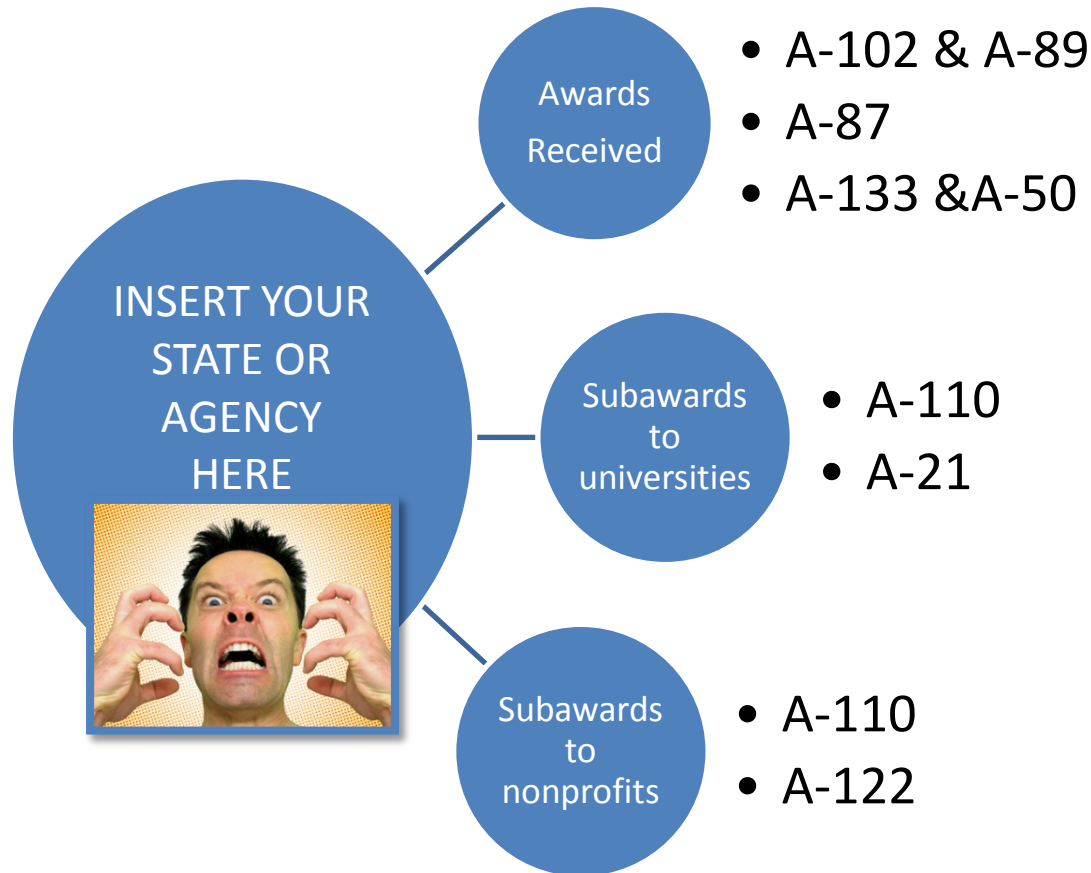 INSERT YOUR
STATE OR
AGENCY
HERE
Awards
Received
• A-102 & A-89
• A-87
• A-133 &A-50
Subawards
to
universities
• A-110
• A-21
Subawards
to
nonprofits
• A-110
• A-122